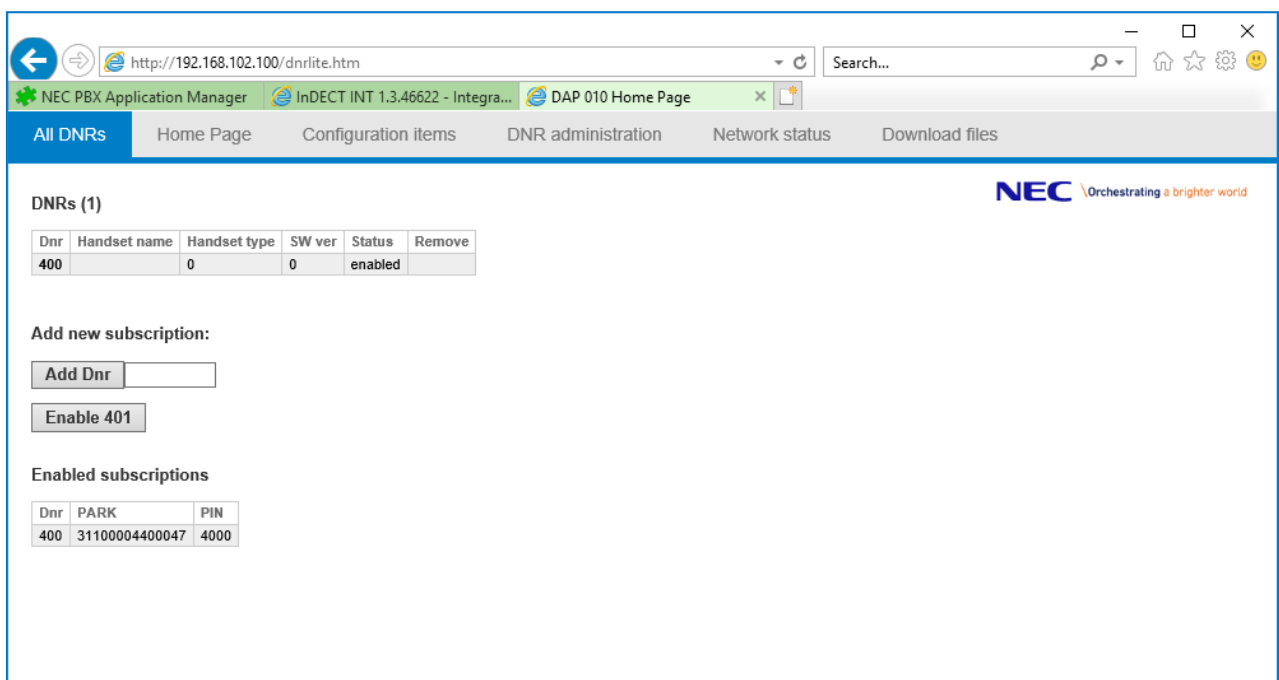 http://192.168.102.100/dnrlite.htm
Search...
NEC PBX Application Manager InDECT INT 1.3.46622 - Integra... DAP 010 Home Page
All DNRs Home Page Configuration items DNR administration Network status Download files
NEC \Orchestrating a brighter world
DNRs (1)
Dnr Handset name Handset type SW ver Status Remove
400 0 0 enabled
Add new subscription:
Add Dnr
Enable 401
Enabled subscriptions
Dnr PARK PIN
400 31100004400047 4000